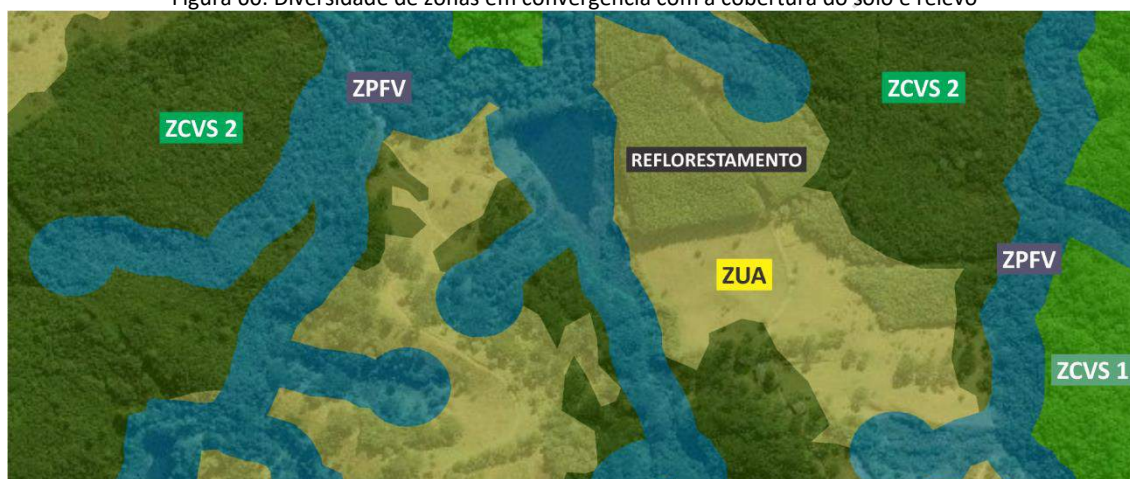 Figura 60: Diversidade de zonas em convergência com a cobertura do solo e relevo
ZPFV
ZCVS 2
ZCVS 2
REFLORESTAMENTO
ZPFV
ZUA
ZCVS 1